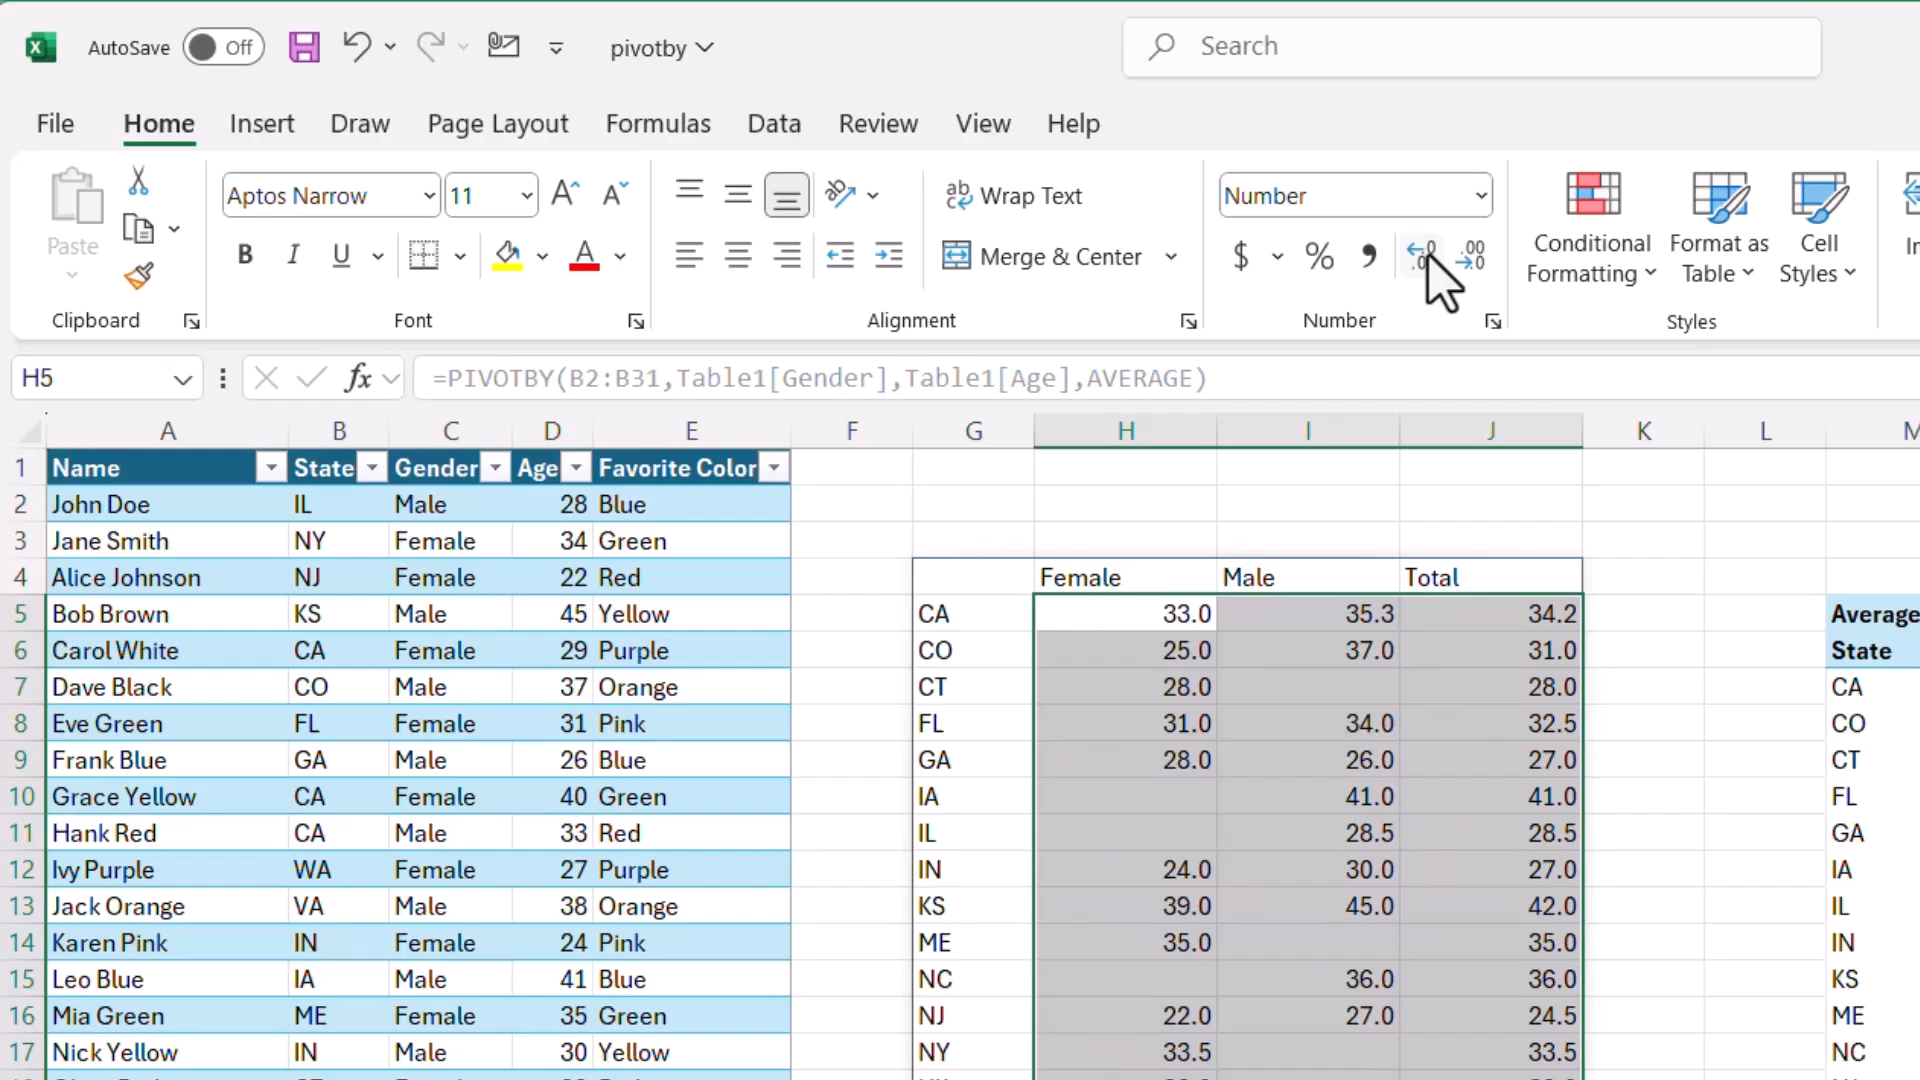 AutoSave Off pivotby Search
File Home Insert Draw Page Layout Formulas Data Review View Help
Paste Aptos Narrow 11 Wrap Text Number Conditional Formatting Format as Table Cell Styles
B I U A Merge & Center $ %
Clipboard Font Alignment Number Styles
H5 fx =PIVOTBY(B2:B31,Table1[Gender],Table1[Age],AVERAGE)
A B C D E F G H I J K L M
1 Name State Gender Age Favorite Color
2 John Doe IL Male 28 Blue
3 Jane Smith NY Female 34 Green
4 Alice Johnson NJ Female 22 Red Female Male Total
5 Bob Brown KS Male 45 Yellow CA 33.0 35.3 34.2 Average
6 Carol White CA Female 29 Purple CO 25.0 37.0 31.0 State
7 Dave Black CO Male 37 Orange CT 28.0 28.0 CA
8 Eve Green FL Female 31 Pink FL 31.0 34.0 32.5 CO
9 Frank Blue GA Male 26 Blue GA 28.0 26.0 27.0 CT
10 Grace Yellow CA Female 40 Green IA 41.0 41.0 FL
11 Hank Red CA Male 33 Red IL 28.5 28.5 GA
12 Ivy Purple WA Female 27 Purple IN 24.0 30.0 27.0 IA
13 Jack Orange VA Male 38 Orange KS 39.0 45.0 42.0 IL
14 Karen Pink IN Female 24 Pink ME 35.0 35.0 IN
15 Leo Blue IA Male 41 Blue NC 36.0 36.0 KS
16 Mia Green ME Female 35 Green NJ 22.0 27.0 24.5 ME
17 Nick Yellow IN Male 30 Yellow NY 33.5 33.5 NC